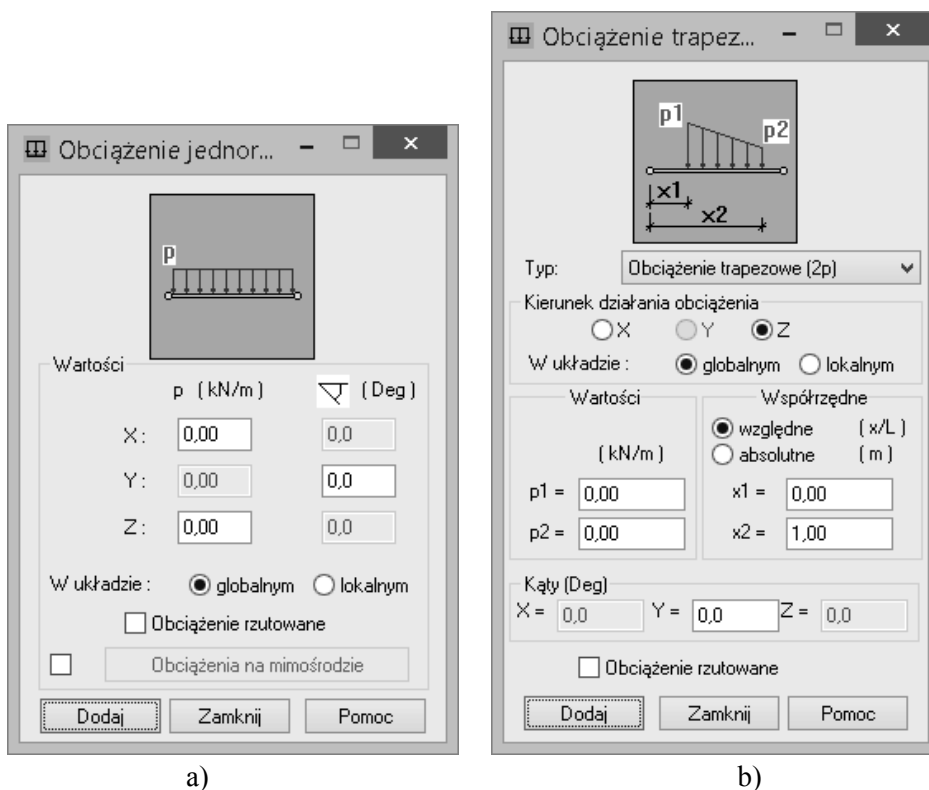 Obciążenie jednor...
p
Wartości
p (kN/m) (Deg)
X: 0,00 0,0
Y: 0,00 0,0
Z: 0,00 0,0
W układzie: globalnym lokalnym
Obciążenie rzutowane
Obciążenia na mimośrodzie
Dodaj Zamknij Pomoc
a)
Obciążenie trapez...
p1
p2
x1
x2
Typ: Obciążenie trapezowe (2p)
Kierunek działania obciążenia
X Y Z
W układzie: globalnym lokalnym
Wartości
(kN/m)
p1 = 0,00
p2 = 0,00
Współrzędne
względne (x/L)
absolutne (m)
x1 = 0,00
x2 = 1,00
Kąty (Deg)
X = 0,0 Y = 0,0 Z = 0,0
Obciążenie rzutowane
Dodaj Zamknij Pomoc
b)